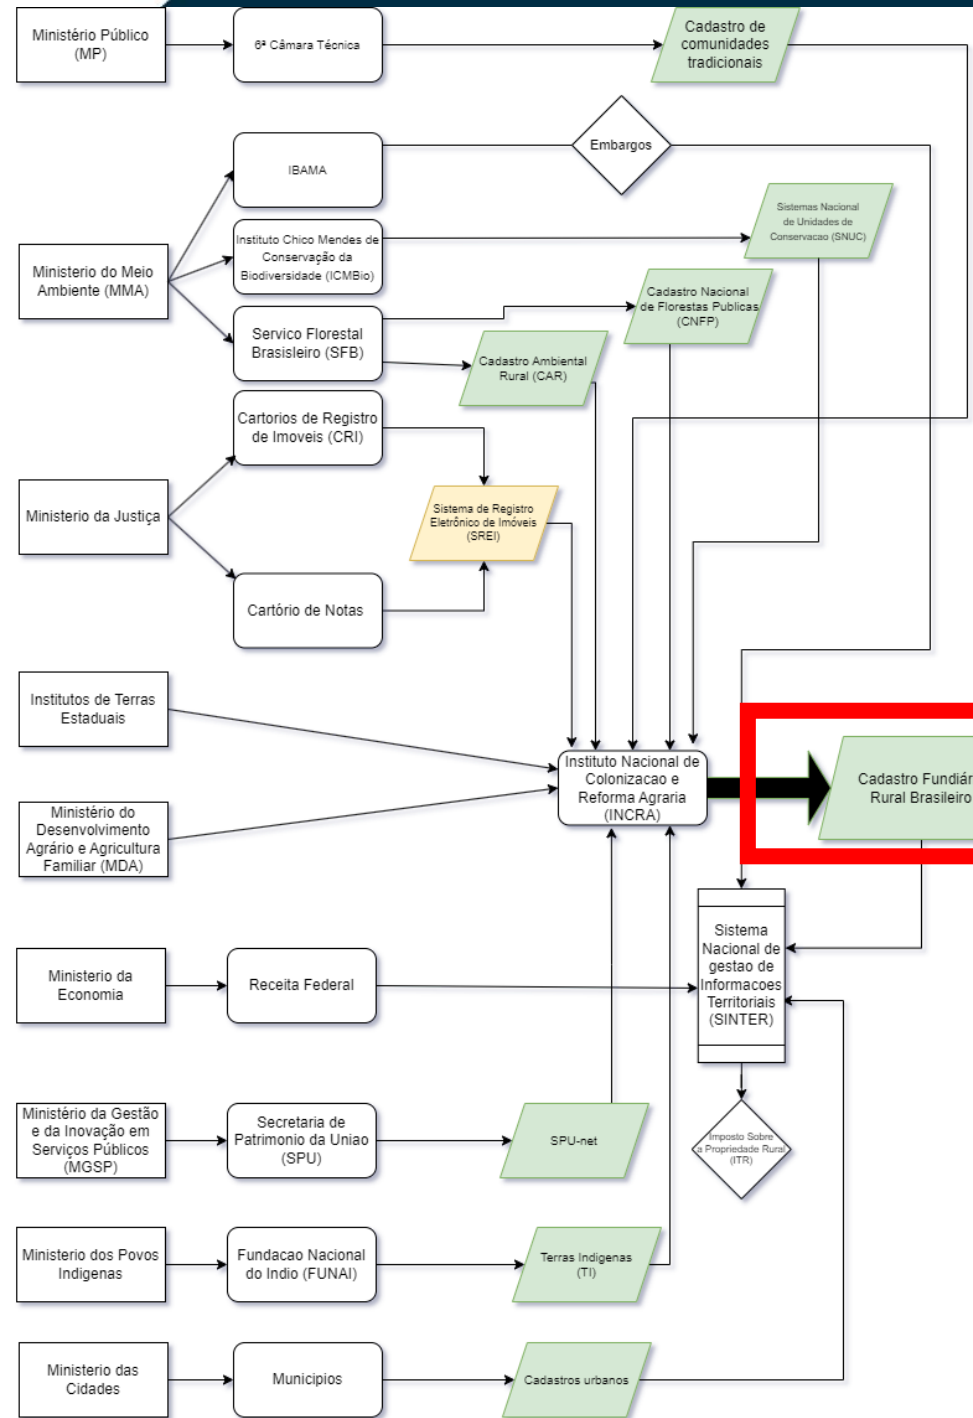 Ministério Público
(MP)
6ª Câmara Técnica
Cadastro de
comunidades
tradicionais
IBAMA
Embargos
Sistemas Nacional
de Unidades de
Conservacao (SNUC)
Ministerio do Meio
Ambiente (MMA)
Instituto Chico Mendes de
Conservação da
Biodiversidade (ICMBio)
Cadastro Nacional
de Florestas Publicas
(CNFP)
Servico Florestal
Brasisleiro (SFB)
Cadastro Ambiental
Rural (CAR)
Cartorios de Registro
de Imoveis (CRI)
Ministerio da Justiça
Sistema de Registro
Eletrônico de Imóveis
(SREI)
Cartório de Notas
Institutos de Terras
Estaduais
Instituto Nacional de
Colonizacao e
Reforma Agraria
(INCRA)
Cadastro Fundiár
Rural Brasileiro
Ministério do
Desenvolvimento
Agrário e Agricultura
Familiar (MDA)
Sistema
Nacional de
gestao de
Informacoes
Territoriais
(SINTER)
Ministerio da
Economia
Receita Federal
Ministério da Gestão
e da Inovação em
Serviços Públicos
(MGSP)
Secretaria de
Patrimonio da Uniao
(SPU)
SPU-net
Imposto Sobre
a Propriedade Rural
(ITR)
Ministerio dos Povos
Indigenas
Fundacao Nacional
do Indio (FUNAI)
Terras Indigenas
(TI)
Ministerio das
Cidades
Municipios
Cadastros urbanos